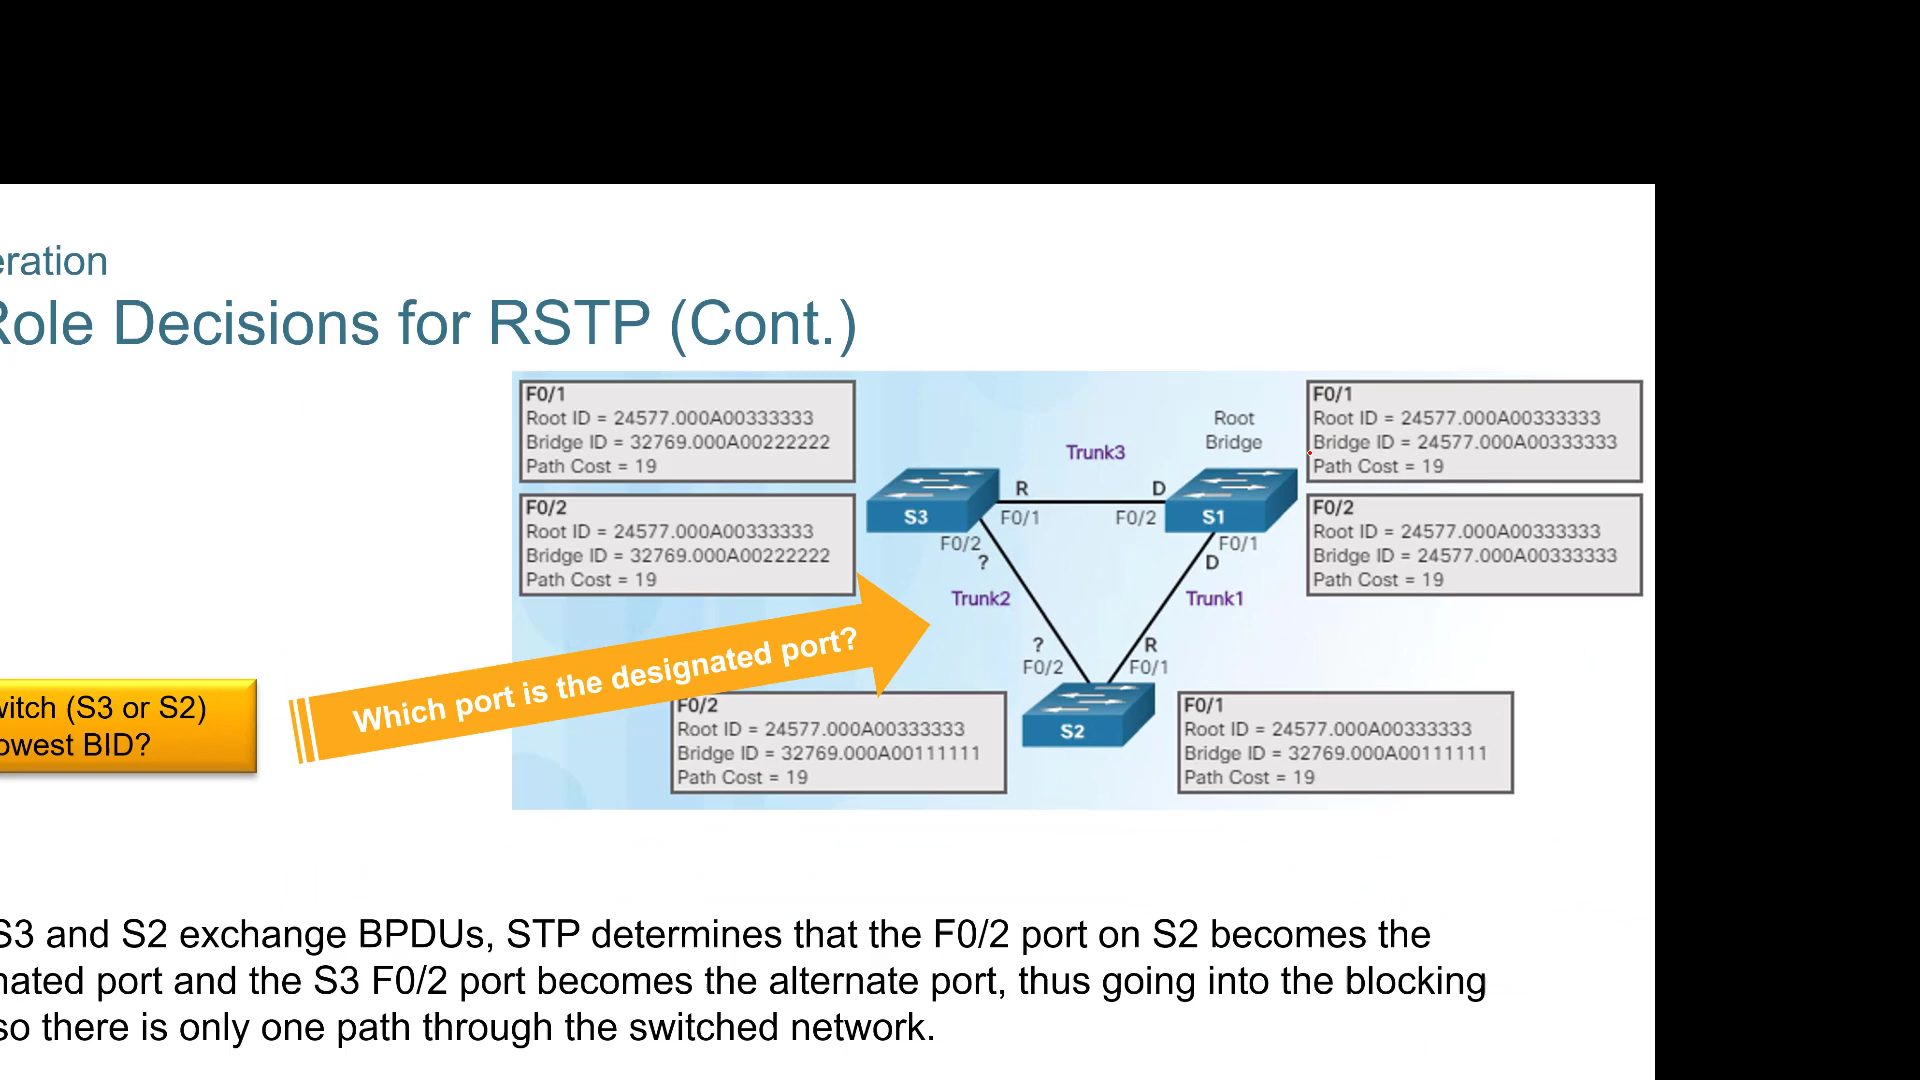 eration
Role Decisions for RSTP (Cont.)
F0/1
Root ID = 24577.000A00333333
Bridge ID = 32769.000A00222222
Path Cost = 19
F0/2
Root ID = 24577.000A00333333
Bridge ID = 32769.000A00222222
Path Cost = 19
Root
Bridge
Trunk3
F0/1
Root ID = 24577.000A00333333
Bridge ID = 24577.000A00333333
Path Cost = 19
F0/2
Root ID = 24577.000A00333333
Bridge ID = 24577.000A00333333
Path Cost = 19
R
D
S3
F0/1
F0/2
S1
F0/2
?
F0/1
D
Trunk2
Trunk1
?
F0/2
R
F0/1
Which port is the designated port?
witch (S3 or S2)
owest BID?
F0/2
Root ID = 24577.000A00333333
Bridge ID = 32769.000A00111111
Path Cost = 19
S2
F0/1
Root ID = 24577.000A00333333
Bridge ID = 32769.000A00111111
Path Cost = 19
S3 and S2 exchange BPDUs, STP determines that the F0/2 port on S2 becomes the
nated port and the S3 F0/2 port becomes the alternate port, thus going into the blocking
so there is only one path through the switched network.